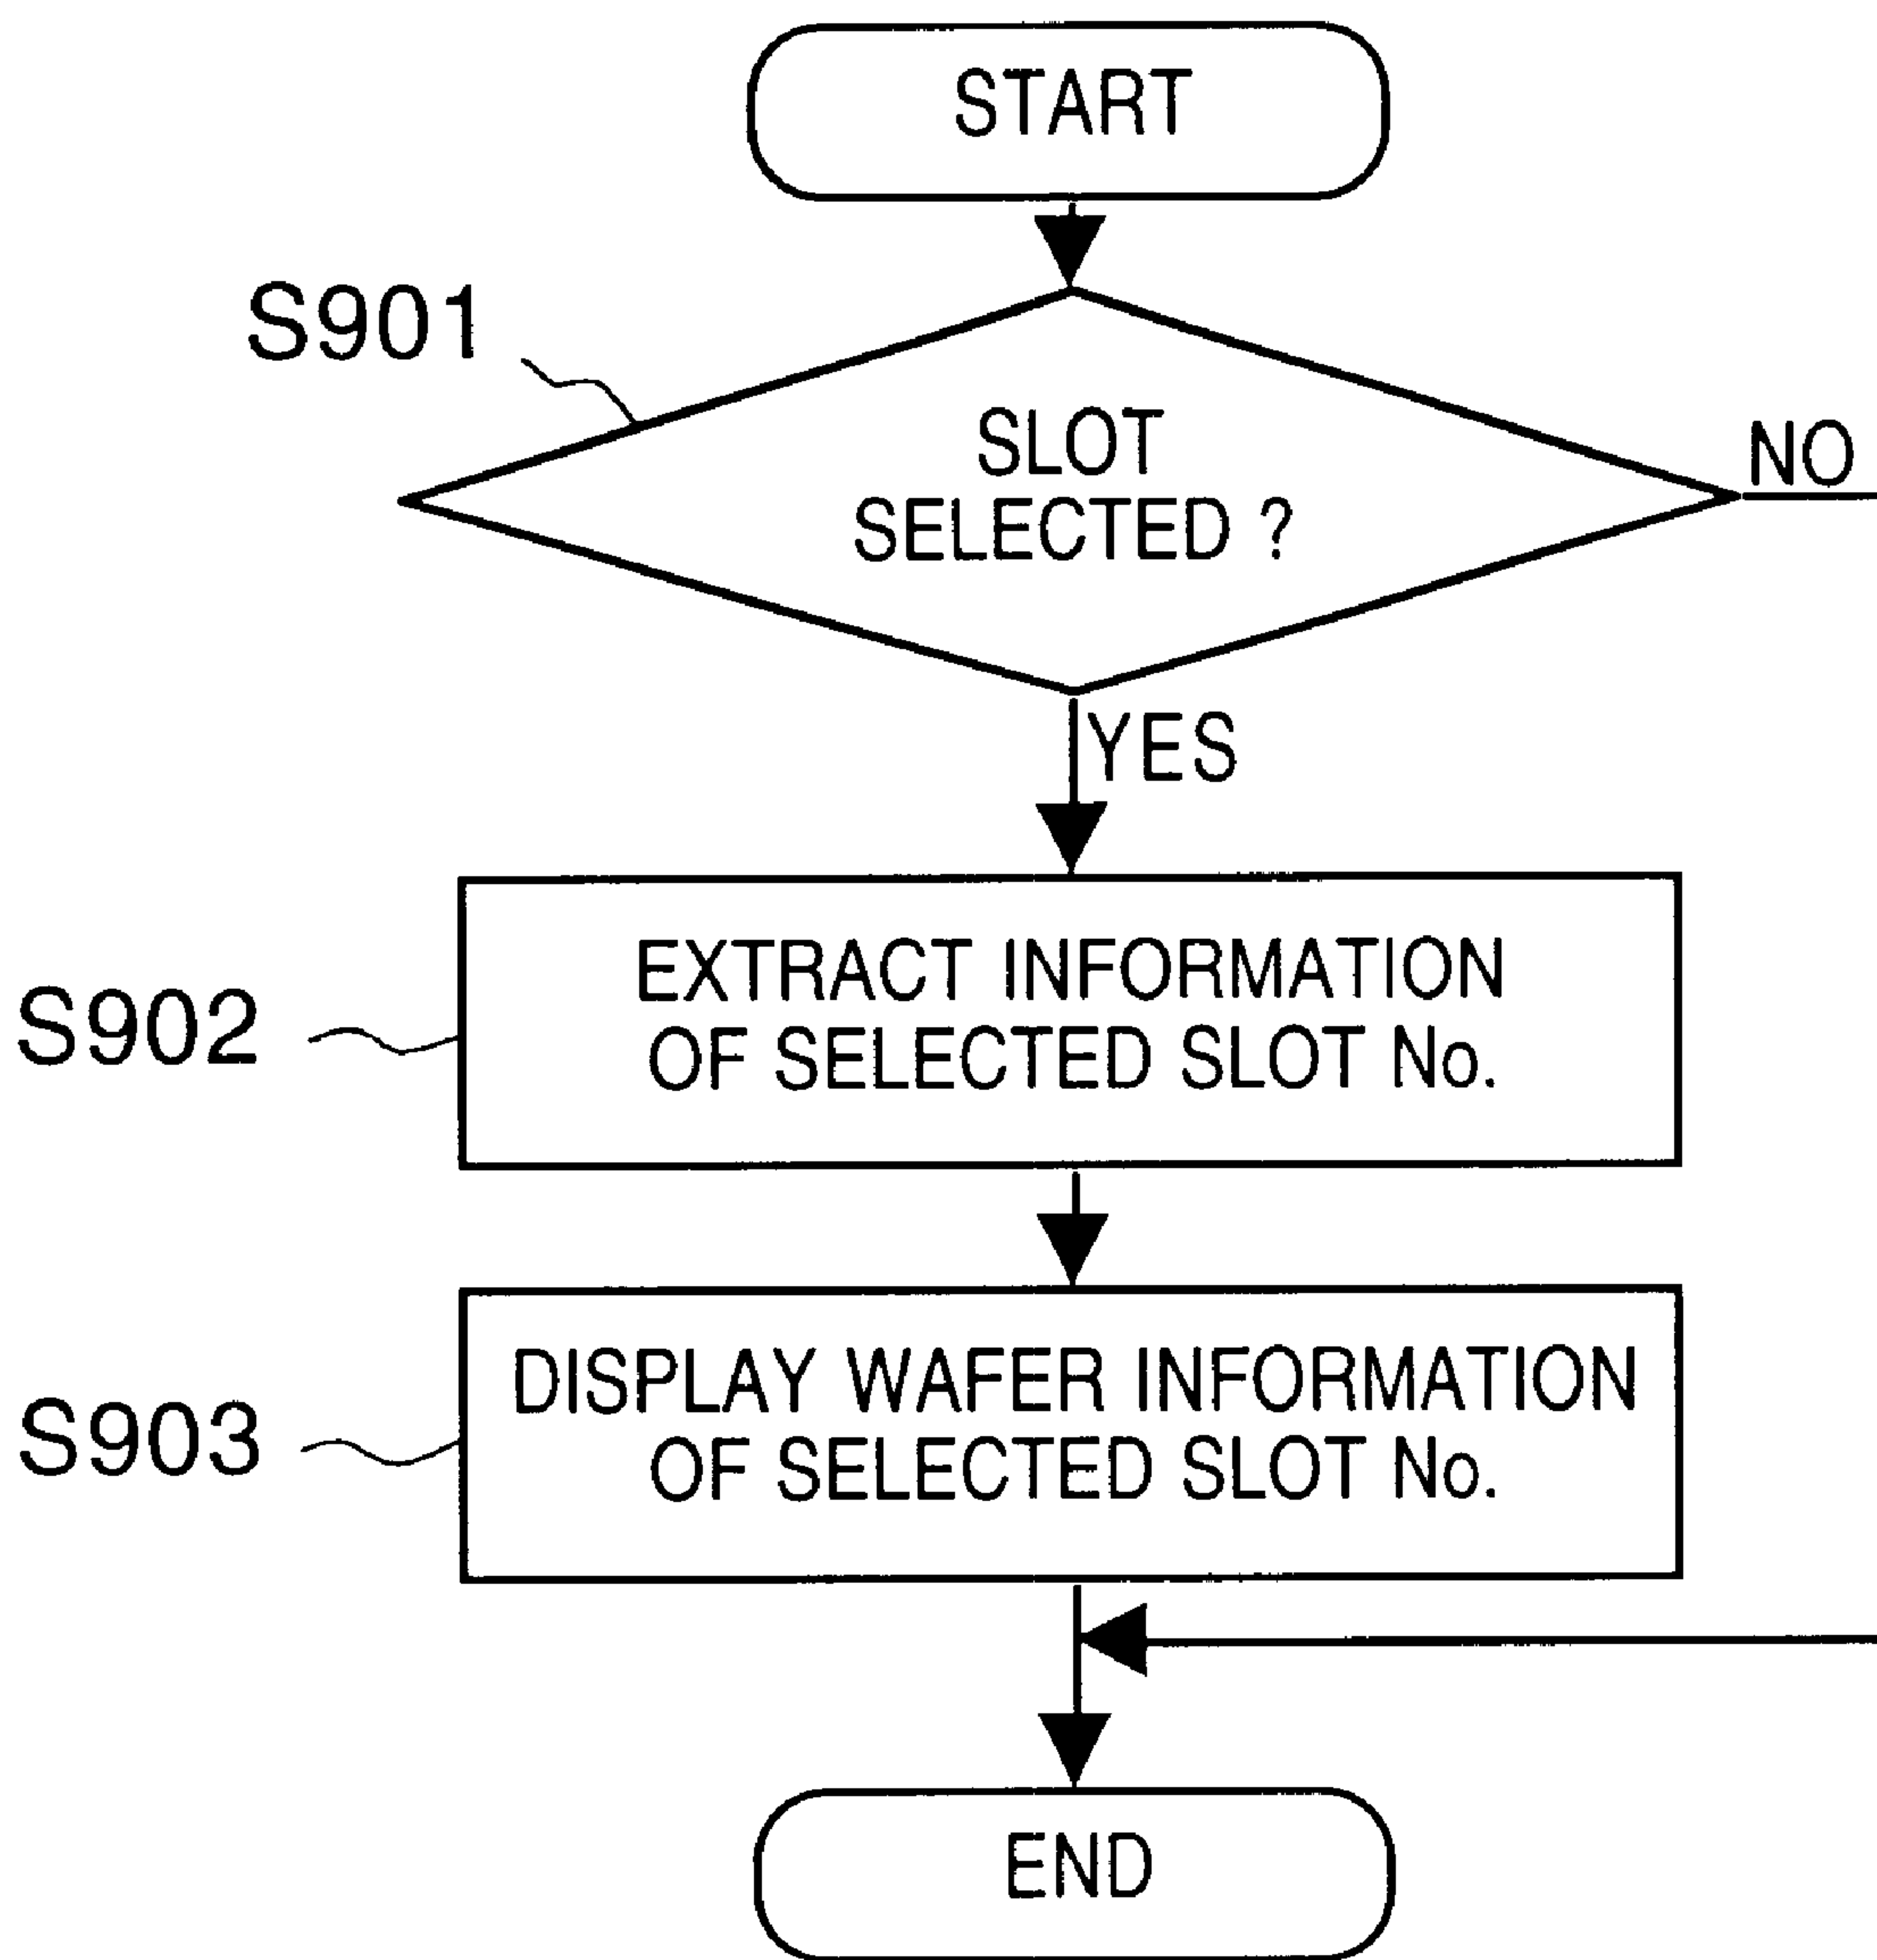 START
S901
SLOT
SELECTED ?
NO
YES
S902
EXTRACT INFORMATION
OF SELECTED SLOT No.
S903
DISPLAY WAFER INFORMATION
OF SELECTED SLOT No.
END